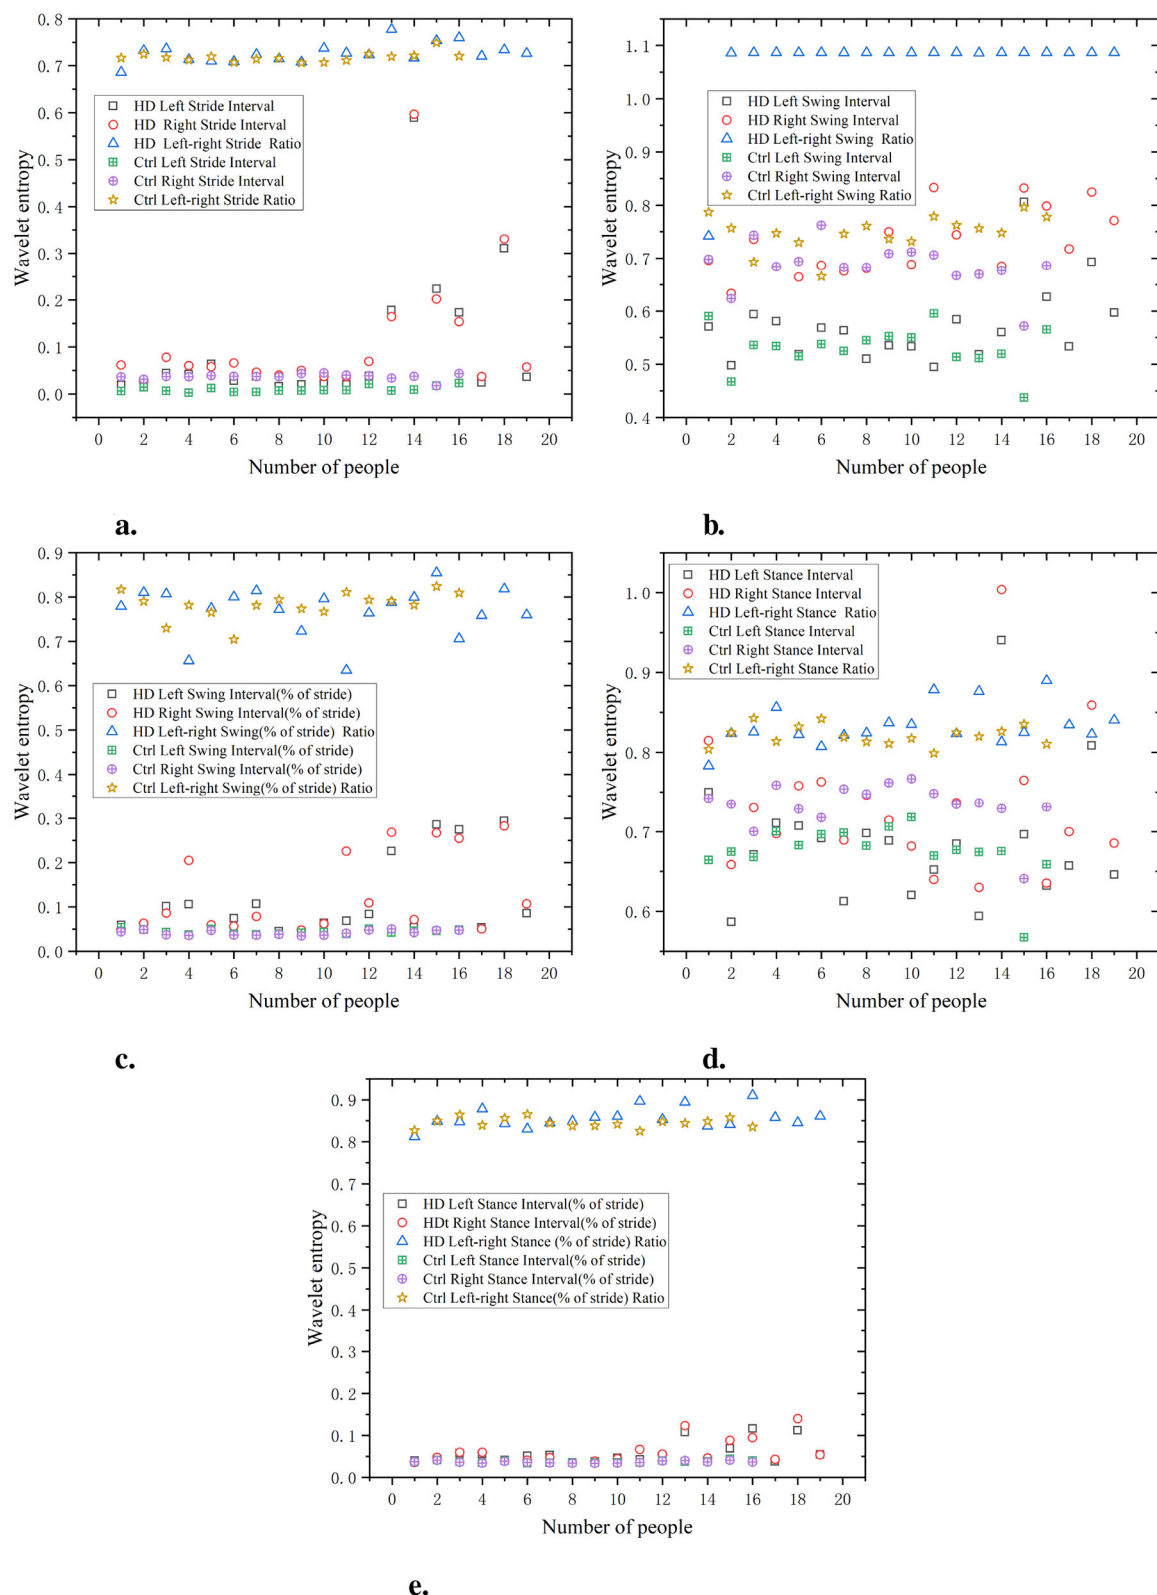 0.8
0.7
0.6
0.5
0.4
0.3
0.2
0.1
0.0
Wavelet entropy
HD Left Stride Interval
HD Right Stride Interval
HD Left-right Stride Ratio
Ctrl Left Stride Interval
Ctrl Right Stride Interval
Ctrl Left-right Stride Ratio
0 2 4 6 8 10 12 14 16 18 20
Number of people
a.
1.1
1.0
0.9
0.8
0.7
0.6
0.5
0.4
Wavelet entropy
HD Left Swing Interval
HD Right Swing Interval
HD Left-right Swing Ratio
Ctrl Left Swing Interval
Ctrl Right Swing Interval
Ctrl Left-right Swing Ratio
0 2 4 6 8 10 12 14 16 18 20
Number of people
b.
0.9
0.8
0.7
0.6
0.5
0.4
0.3
0.2
0.1
0.0
Wavelet entropy
HD Left Swing Interval(% of stride)
HD Right Swing Interval(% of stride)
HD Left-right Swing(% of stride) Ratio
Ctrl Left Swing Interval(% of stride)
Ctrl Right Swing Interval(% of stride)
Ctrl Left-right Swing(% of stride) Ratio
0 2 4 6 8 10 12 14 16 18 20
Number of people
c.
1.0
0.9
0.8
0.7
0.6
Wavelet entropy
HD Left Stance Interval
HD Right Stance Interval
HD Left-right Stance Ratio
Ctrl Left Stance Interval
Ctrl Right Stance Interval
Ctrl Left-right Stance Ratio
0 2 4 6 8 10 12 14 16 18 20
Number of people
d.
0.9
0.8
0.7
0.6
0.5
0.4
0.3
0.2
0.1
0.0
Wavelet entropy
HD Left Stance Interval(% of stride)
HDt Right Stance Interval(% of stride)
HD Left-right Stance (% of stride) Ratio
Ctrl Left Stance Interval(% of stride)
Ctrl Right Stance Interval(% of stride)
Ctrl Left-right Stance(% of stride) Ratio
0 2 4 6 8 10 12 14 16 18 20
Number of people
e.